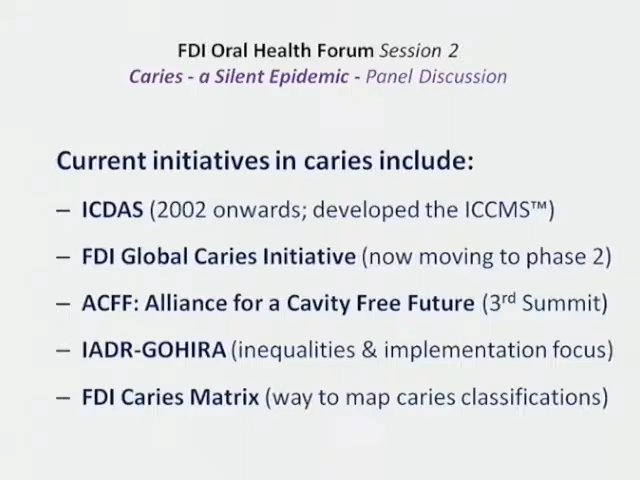 FDI Oral Health Forum Session 2
Caries - a Silent Epidemic - Panel Discussion
Current initiatives in caries include:
– ICDAS (2002 onwards; developed the ICCMS™)
– FDI Global Caries Initiative (now moving to phase 2)
– ACFF: Alliance for a Cavity Free Future (3rd Summit)
– IADR-GOHIRA (inequalities & implementation focus)
– FDI Caries Matrix (way to map caries classifications)